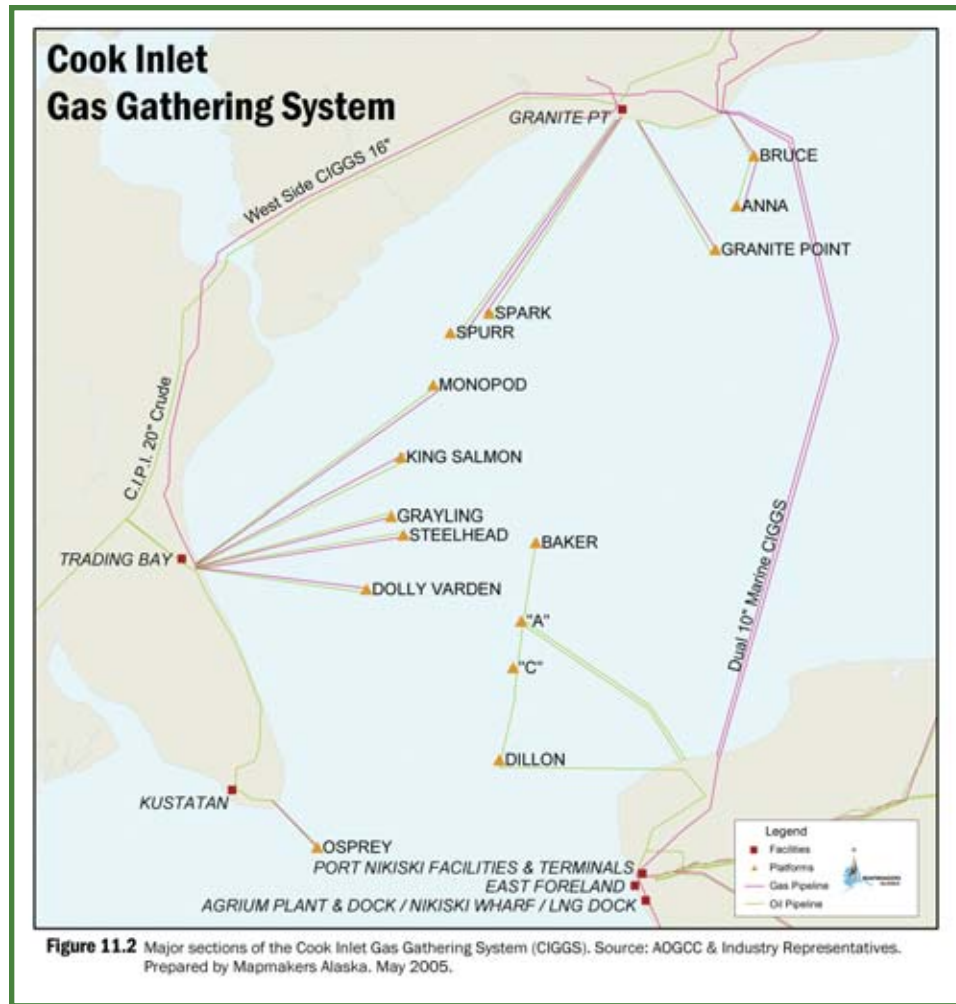 Cook Inlet
Gas Gathering System
GRANITE PT
BRUCE
ANNA
GRANITE POINT
West Side CIGGS 16"
SPARK
SPURR
MONOPOD
C.I.P.I. 20" Crude
KING SALMON
GRAYLING
STEELHEAD
BAKER
TRADING BAY
DOLLY VARDEN
Dual 10" Marine CIGGS
"A"
"C"
DILLON
KUSTATAN
OSPREY
PORT NIKISKI FACILITIES & TERMINALS
EAST FORELAND
AGRIUM PLANT & DOCK / NIKISKI WHARF / LNG DOCK
Legend
Facilities
Platforms
Gas Pipeline
Oil Pipeline
MAPMAKERS
ALASKA
Figure 11.2 Major sections of the Cook Inlet Gas Gathering System (CIGGS). Source: AOGCC & Industry Representatives.
Prepared by Mapmakers Alaska. May 2005.